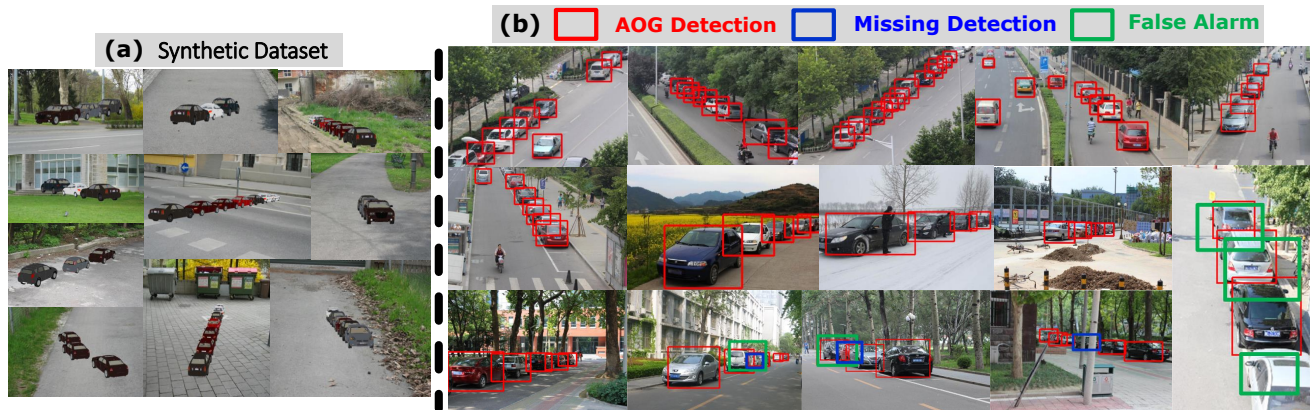 (a) Synthetic Dataset
(b) AOG Detection Missing Detection False Alarm